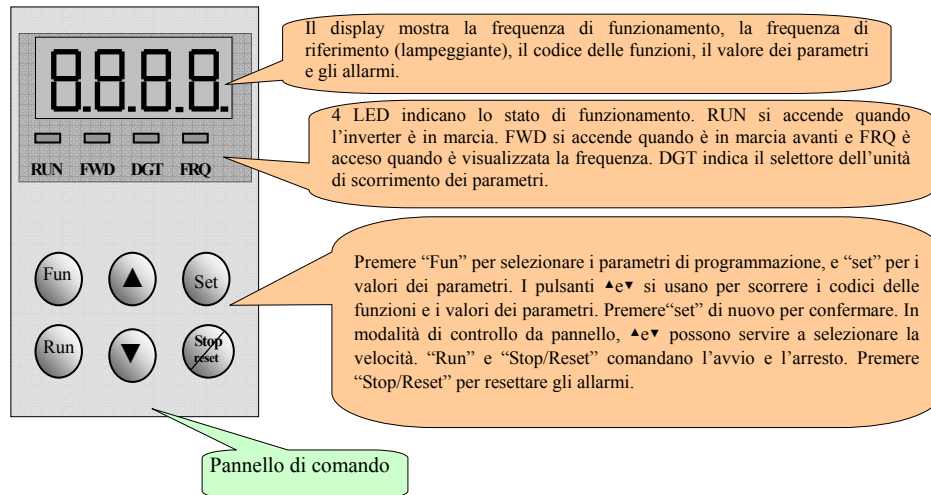 8.8.8.8.
RUN FWD DGT FRQ
Fun ▲ Set
Run ▼ Stop
reset
Il display mostra la frequenza di funzionamento, la frequenza di
riferimento (lampeggiante), il codice delle funzioni, il valore dei parametri
e gli allarmi.
4 LED indicano lo stato di funzionamento. RUN si accende quando
l’inverter è in marcia. FWD si accende quando è in marcia avanti e FRQ è
acceso quando è visualizzata la frequenza. DGT indica il selettore dell’unità
di scorrimento dei parametri.
Premere “Fun” per selezionare i parametri di programmazione, e “set” per i
valori dei parametri. I pulsanti ▲e▼ si usano per scorrere i codici delle
funzioni e i valori dei parametri. Premere“set” di nuovo per confermare. In
modalità di controllo da pannello, ▲e▼ possono servire a selezionare la
velocità. “Run” e “Stop/Reset” comandano l’avvio e l’arresto. Premere
“Stop/Reset” per resettare gli allarmi.
Pannello di comando